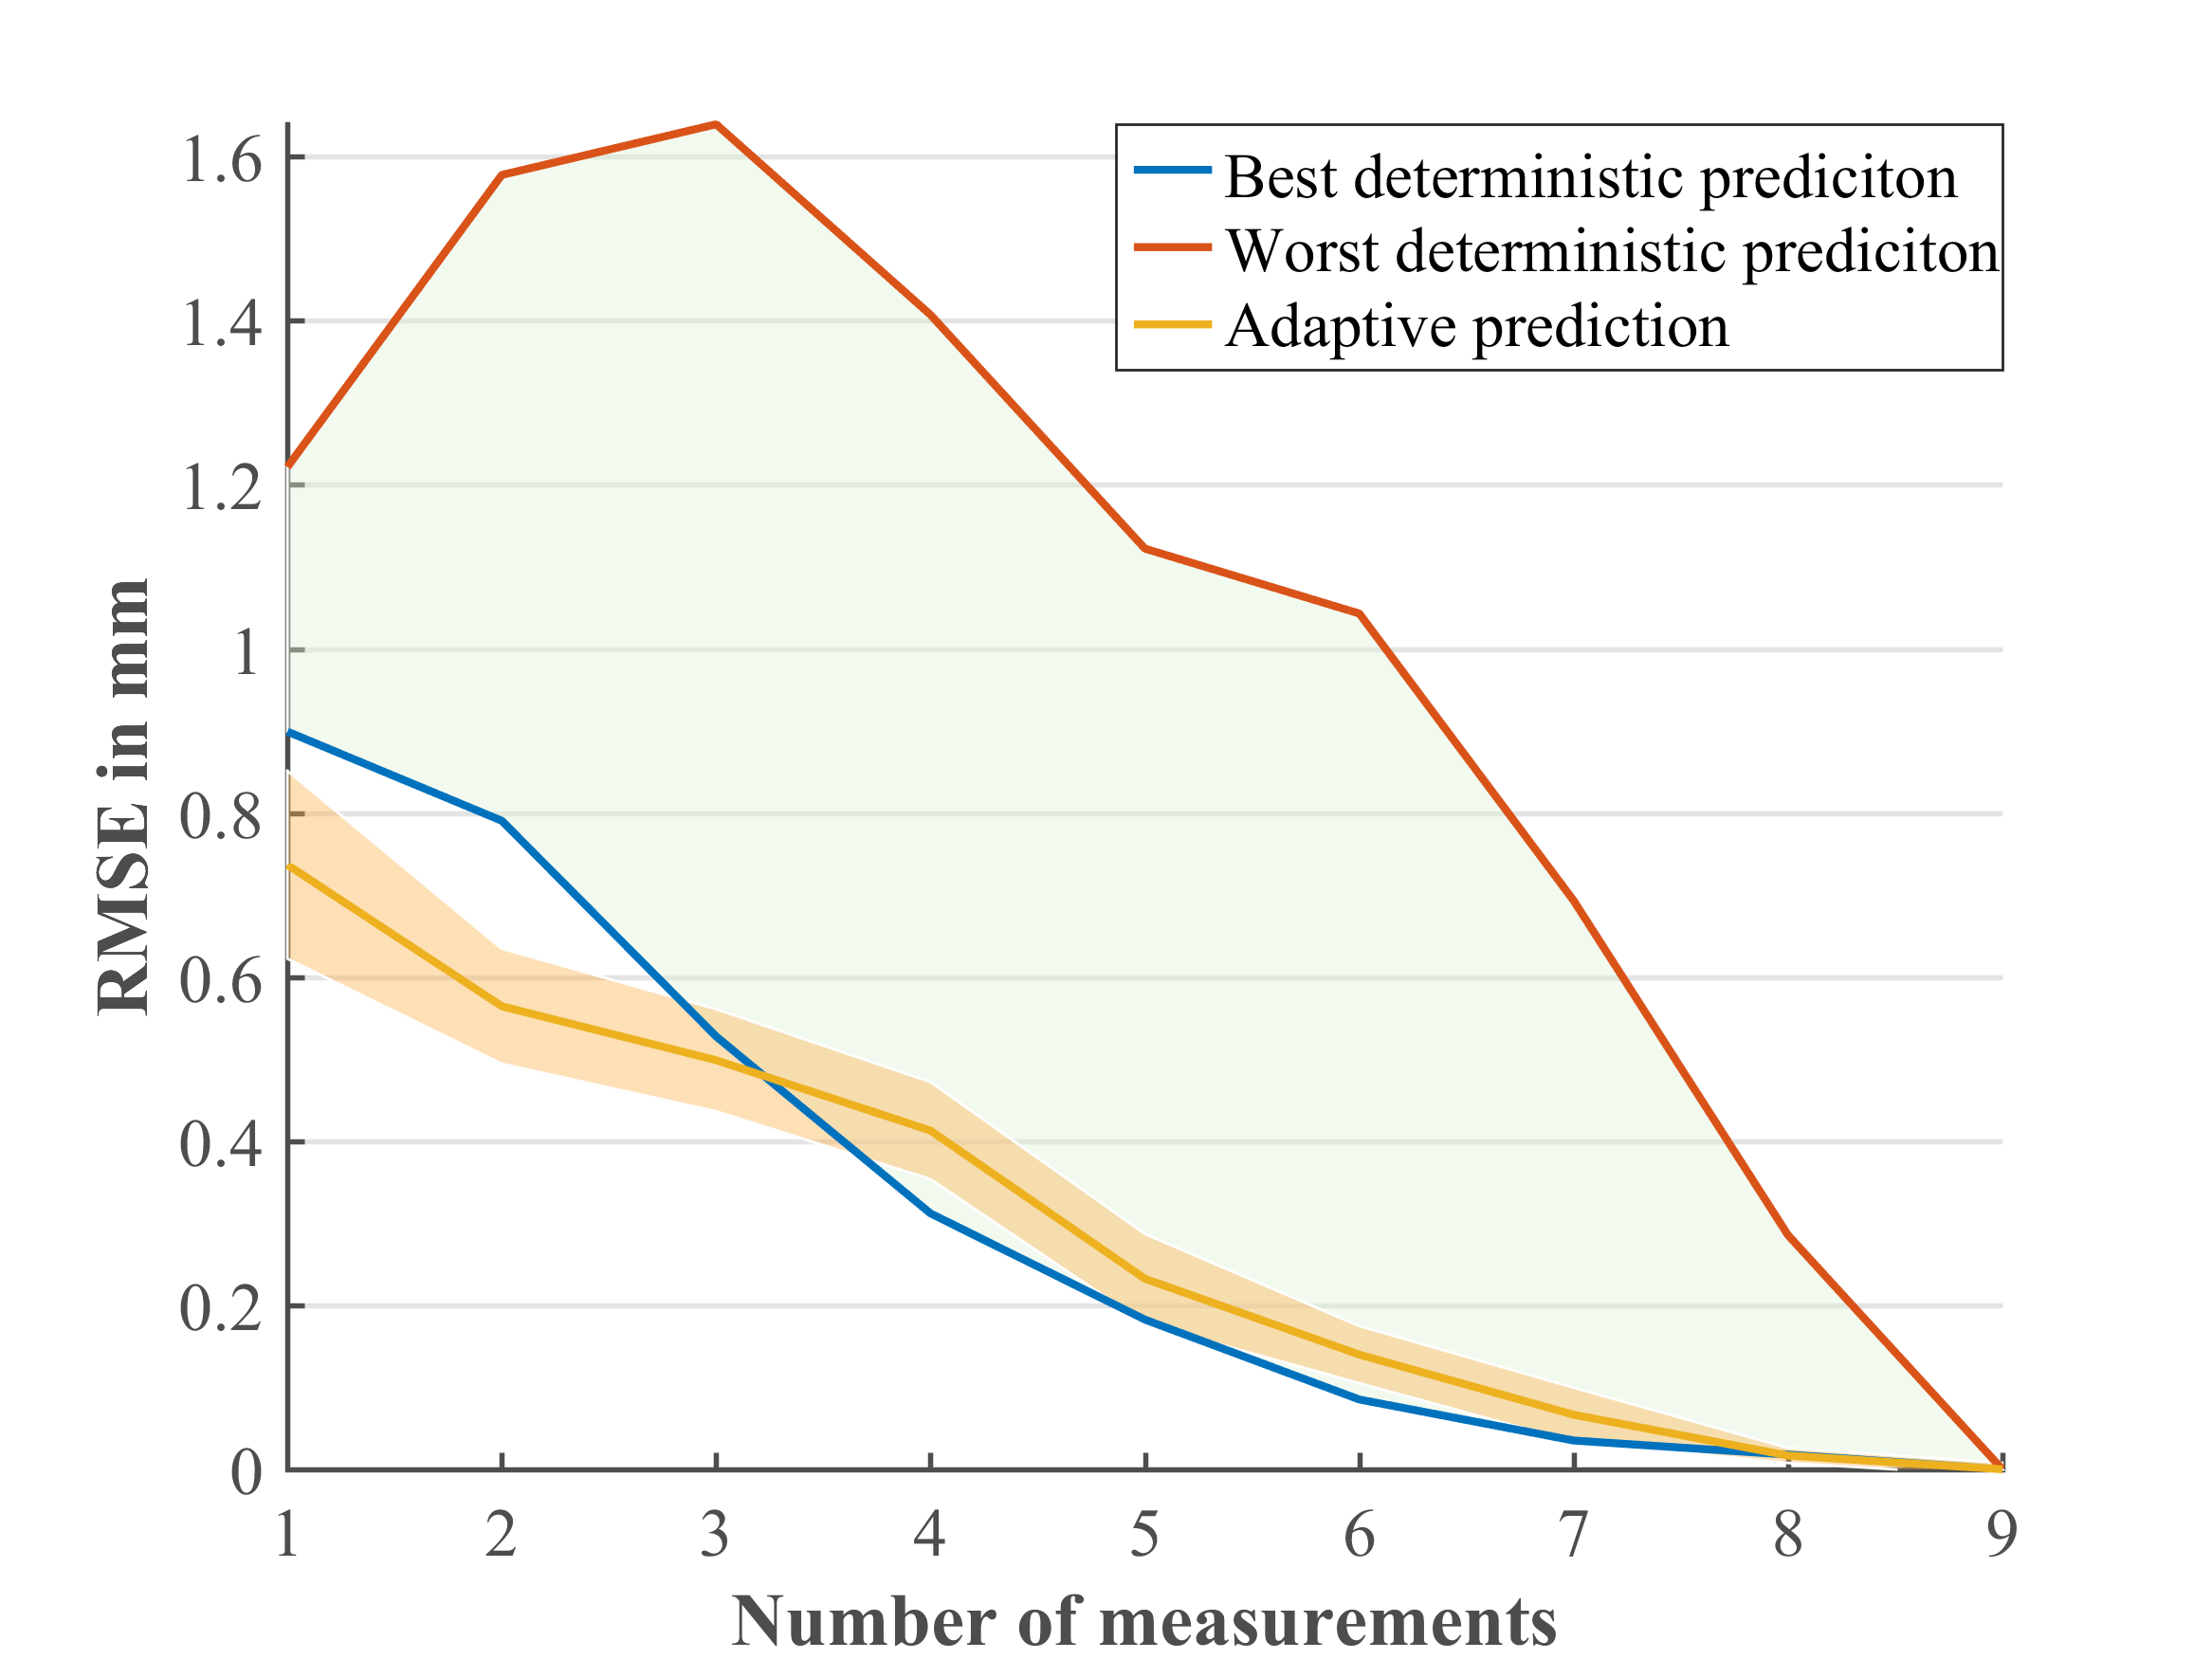 Best deterministic prediciton
Worst deterministic prediciton
Adaptive prediction
1.6
1.4
1.2
1
0.8
0.6
0.4
0.2
0
RMSE in mm
1 2 3 4 5 6 7 8 9
Number of measurements